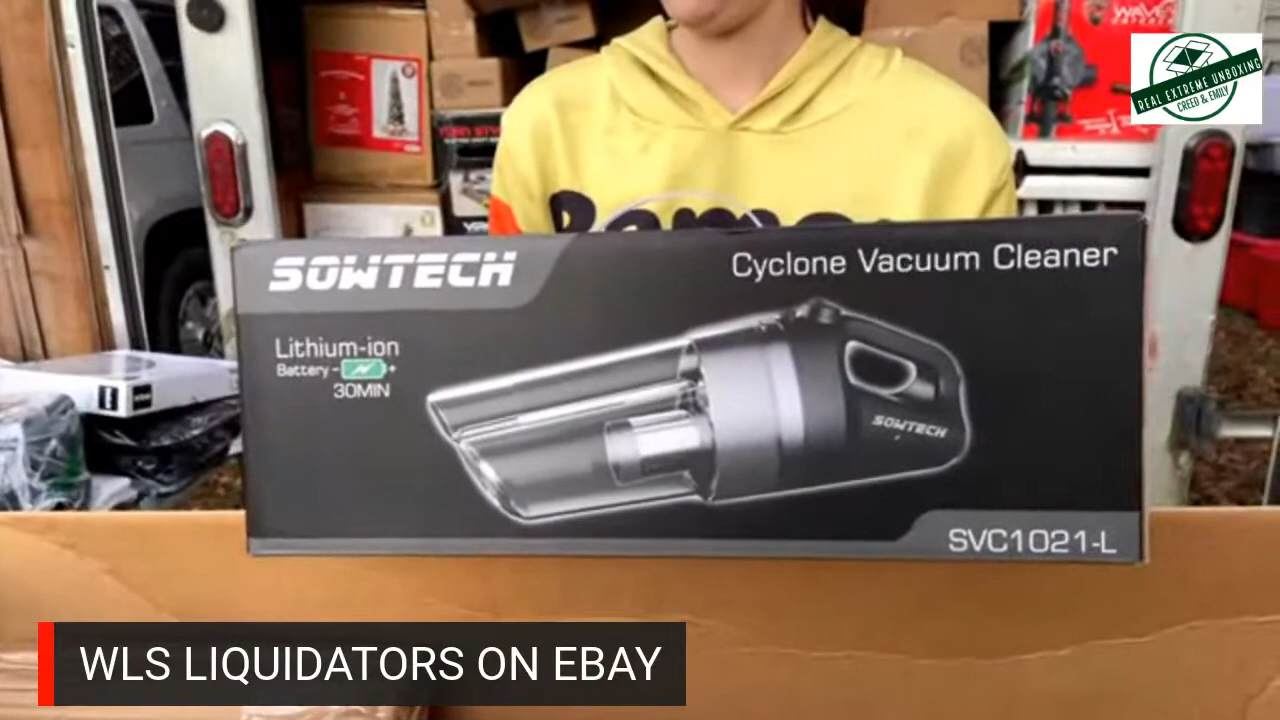 WAVES
REAL EXTREME UNBOXING
CREED & EMILY
SOWTECH
Cyclone Vacuum Cleaner
Lithium-ion
Battery - +
30MIN
SOWTECH
SVC1021-L
WLS LIQUIDATORS ON EBAY